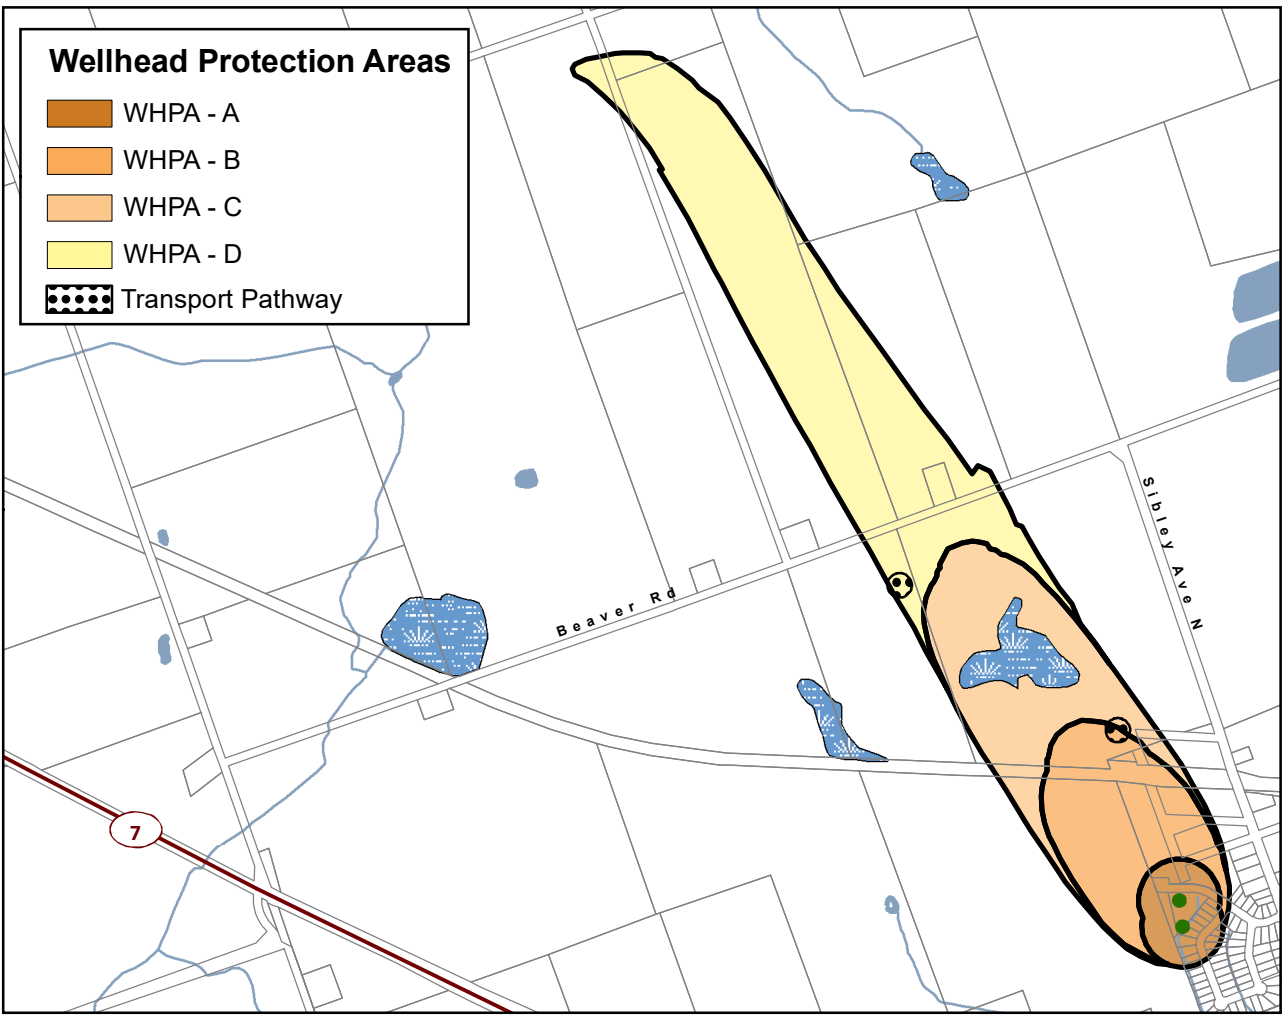 Wellhead Protection Areas
WHPA - A
WHPA - B
WHPA - C
WHPA - D
Transport Pathway
Sibley Ave N
Beaver Rd
7